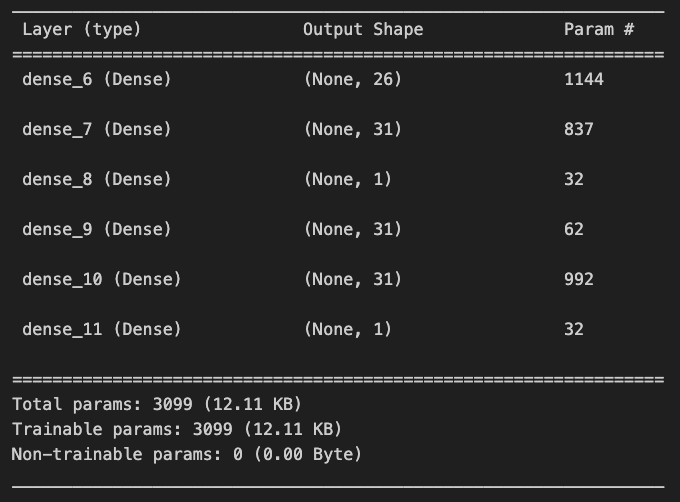 Layer (type) Output Shape Param #
=================================================================
dense_6 (Dense) (None, 26) 1144
dense_7 (Dense) (None, 31) 837
dense_8 (Dense) (None, 1) 32
dense_9 (Dense) (None, 31) 62
dense_10 (Dense) (None, 31) 992
dense_11 (Dense) (None, 1) 32
=================================================================
Total params: 3099 (12.11 KB)
Trainable params: 3099 (12.11 KB)
Non-trainable params: 0 (0.00 Byte)